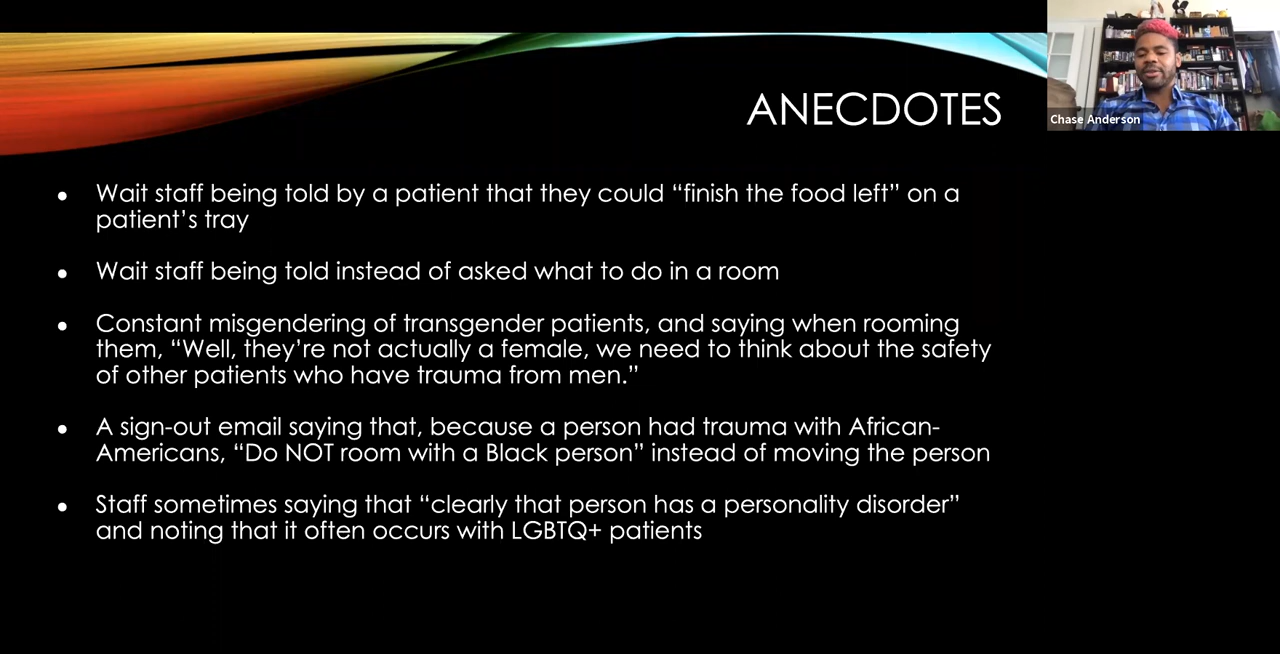 Chase Anderson
ANECDOTES
● Wait staff being told by a patient that they could “finish the food left” on a
patient’s tray
● Wait staff being told instead of asked what to do in a room
● Constant misgendering of transgender patients, and saying when rooming
them, “Well, they’re not actually a female, we need to think about the safety
of other patients who have trauma from men.”
● A sign-out email saying that, because a person had trauma with African-
Americans, “Do NOT room with a Black person” instead of moving the person
● Staff sometimes saying that “clearly that person has a personality disorder”
and noting that it often occurs with LGBTQ+ patients